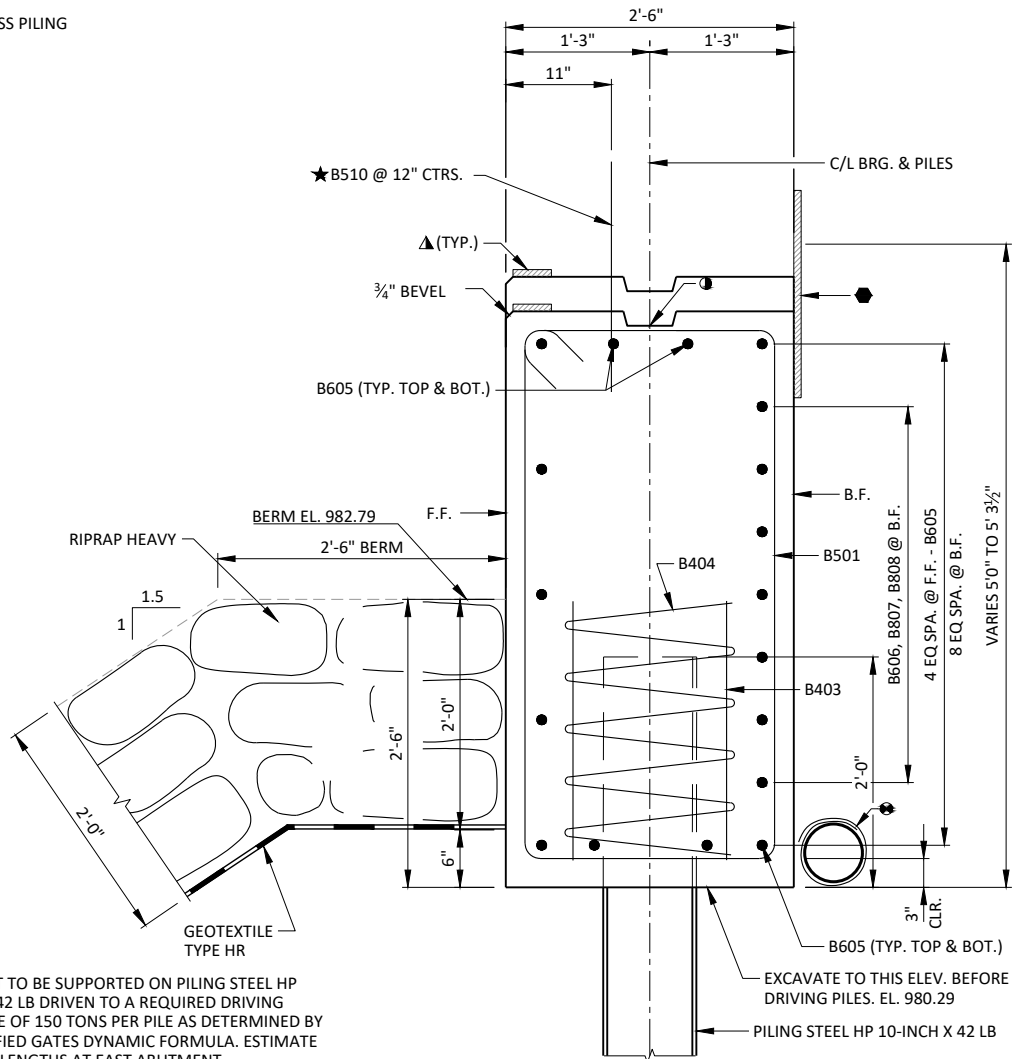 SS PILING
2'-6"
1'-3"
1'-3"
11"
C/L BRG. & PILES
★B510 @ 12" CTRS.
(TYP.)
¾" BEVEL
B605 (TYP. TOP & BOT.)
BERM EL. 982.79
F.F.
B.F.
RIPRAP HEAVY
2'-6" BERM
B501
B404
1.5
1
B403
B606, B807, B808 @ B.F.
4 EQ SPA. @ F.F. - B605
8 EQ SPA. @ B.F.
VARIES 5'0" TO 5' 3½"
2'-6"
2'-0"
2'-0"
2'-0"
6"
3"
CLR.
GEOTEXTILE
TYPE HR
B605 (TYP. TOP & BOT.)
EXCAVATE TO THIS ELEV. BEFORE
DRIVING PILES. EL. 980.29
PILING STEEL HP 10-INCH X 42 LB
T TO BE SUPPORTED ON PILING STEEL HP
42 LB DRIVEN TO A REQUIRED DRIVING
E OF 150 TONS PER PILE AS DETERMINED BY
FIED GATES DYNAMIC FORMULA. ESTIMATE